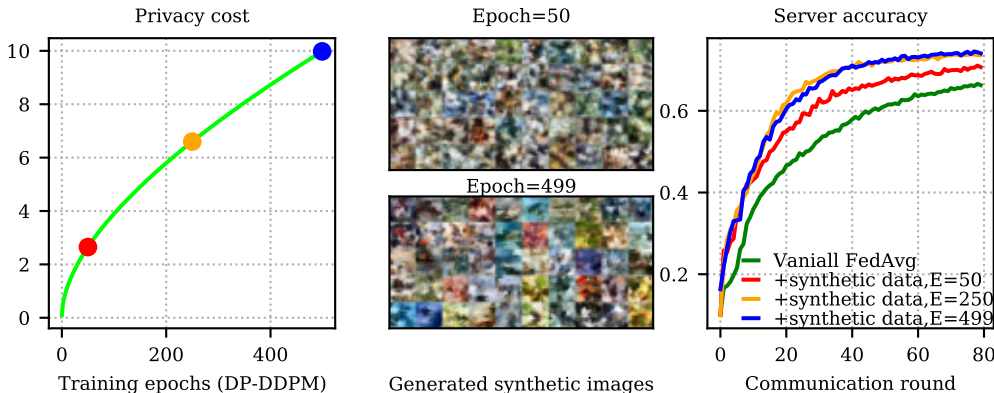 Privacy cost
10
8
6
4
2
0
0 200 400
Training epochs (DP-DDPM)
Epoch=50
Epoch=499
Generated synthetic images
Server accuracy
0.6
0.4
0.2
Vaniall FedAvg
+synthetic data,E=50
+synthetic data,E=250
+synthetic data,E=499
0 20 40 60 80
Communication round